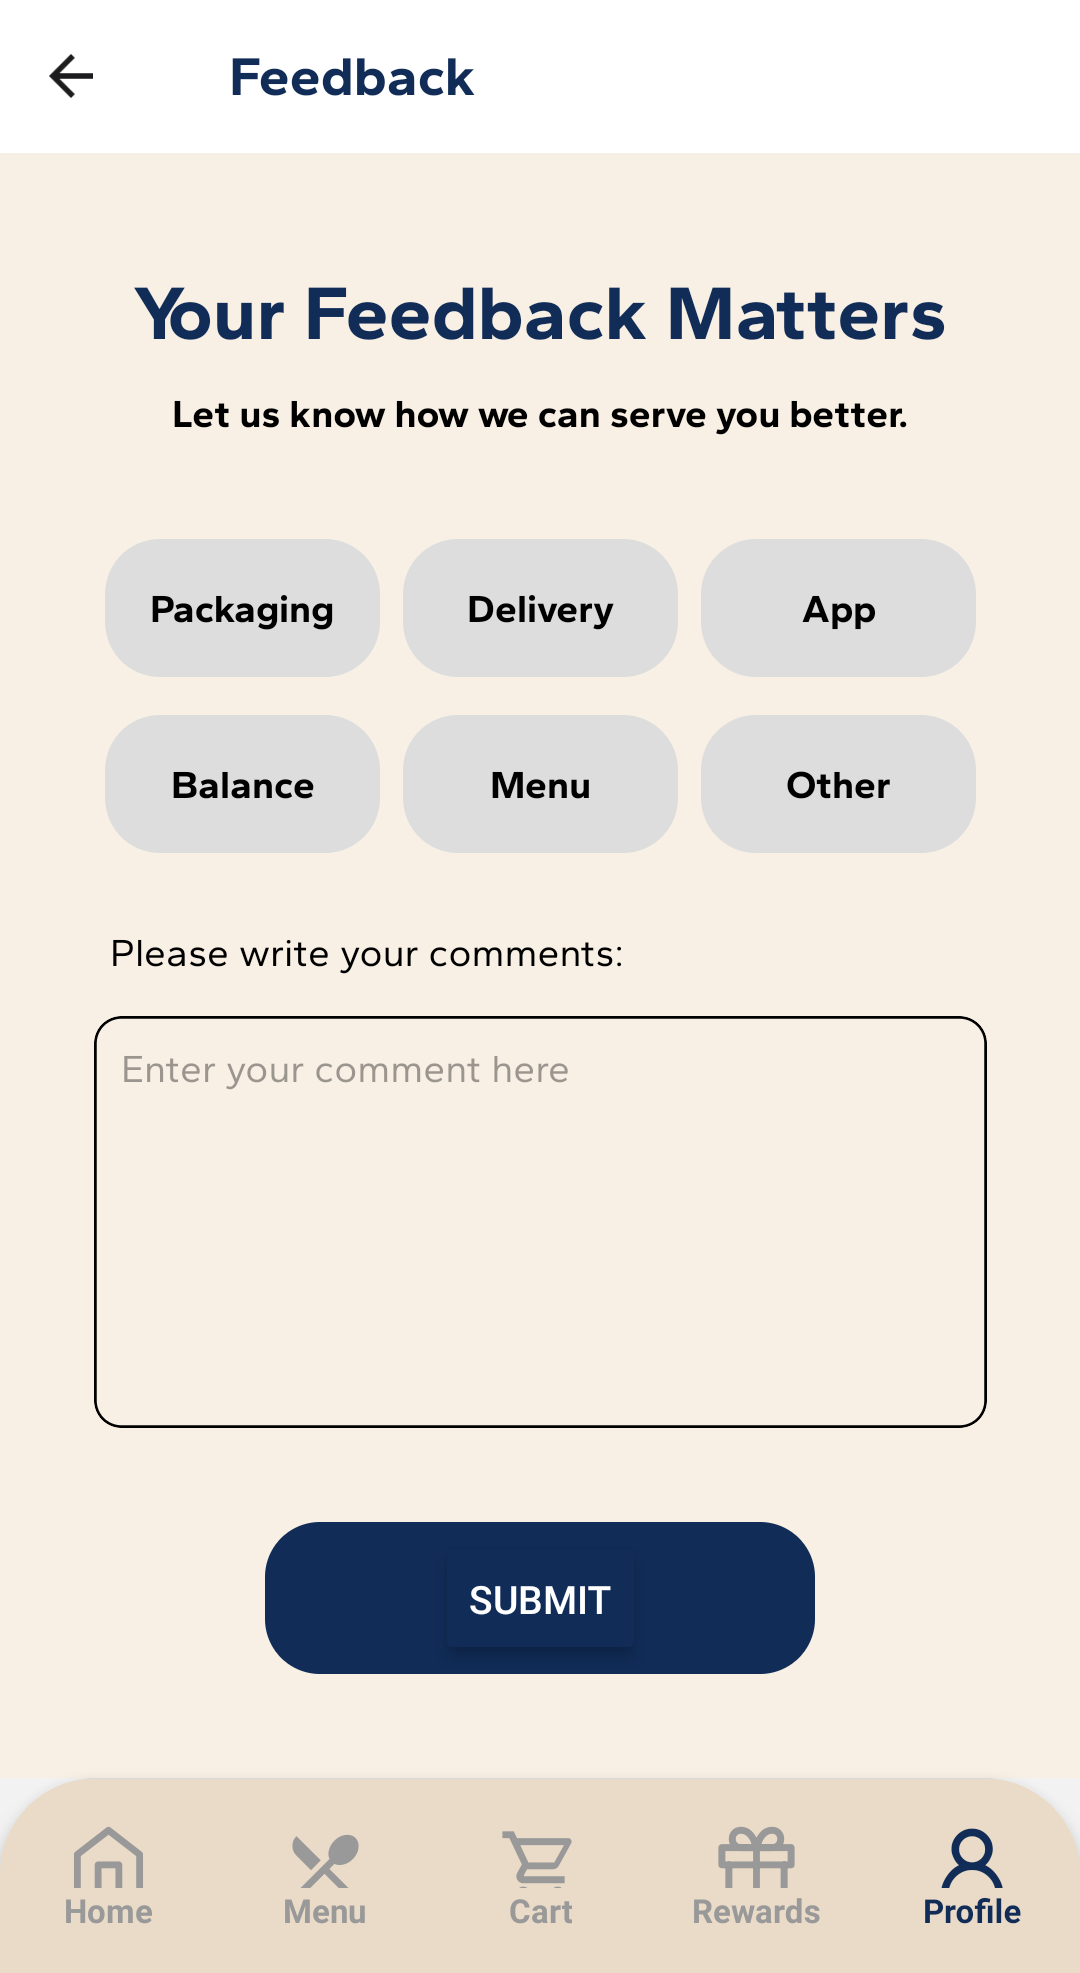 Feedback
Your Feedback Matters
Let us know how we can serve you better.
Packaging Delivery App
Balance Menu Other
Please write your comments:
Enter your comment here
SUBMIT
Home Menu Cart Rewards Profile